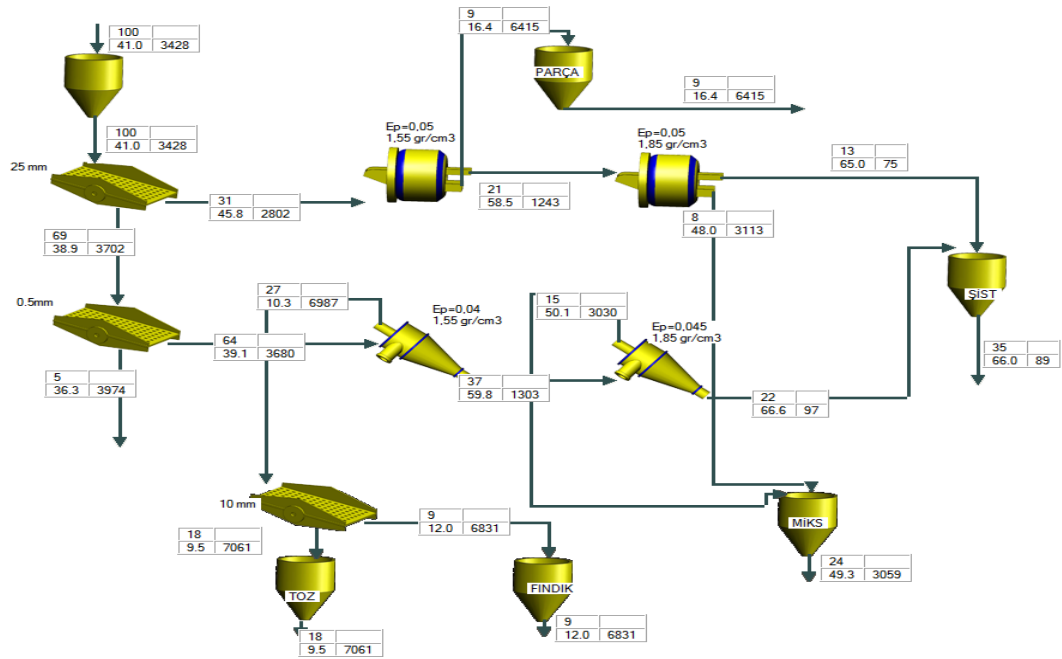 100
41.0 3428
9
16.4 6415
PARÇA
9
16.4 6415
100
41.0 3428
25 mm
Ep=0,05
1,55 gr/cm3
Ep=0,05
1,85 gr/cm3
13
65.0 75
31
45.8 2802
21
58.5 1243
8
48.0 3113
69
38.9 3702
0.5mm
27
10.3 6987
Ep=0,04
1,55 gr/cm3
15
50.1 3030
Ep=0,045
1,85 gr/cm3
ŞİST
64
39.1 3680
35
66.0 89
5
36.3 3974
37
59.8 1303
22
66.6 97
10 mm
9
12.0 6831
MİKS
18
9.5 7061
24
49.3 3059
TOZ
FINDIK
18
9.5 7061
9
12.0 6831